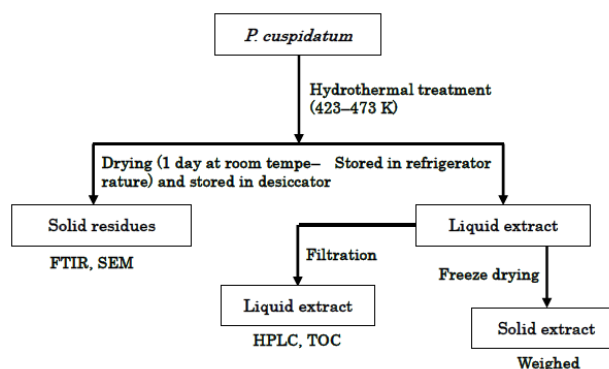 P. cuspidatum
Hydrothermal treatment
(423–473 K)
Drying (1 day at room tempe–
rature) and stored in desiccator
Stored in refrigerator
Solid residues
FTIR, SEM
Liquid extract
Filtration
Freeze drying
Liquid extract
HPLC, TOC
Solid extract
Weighed